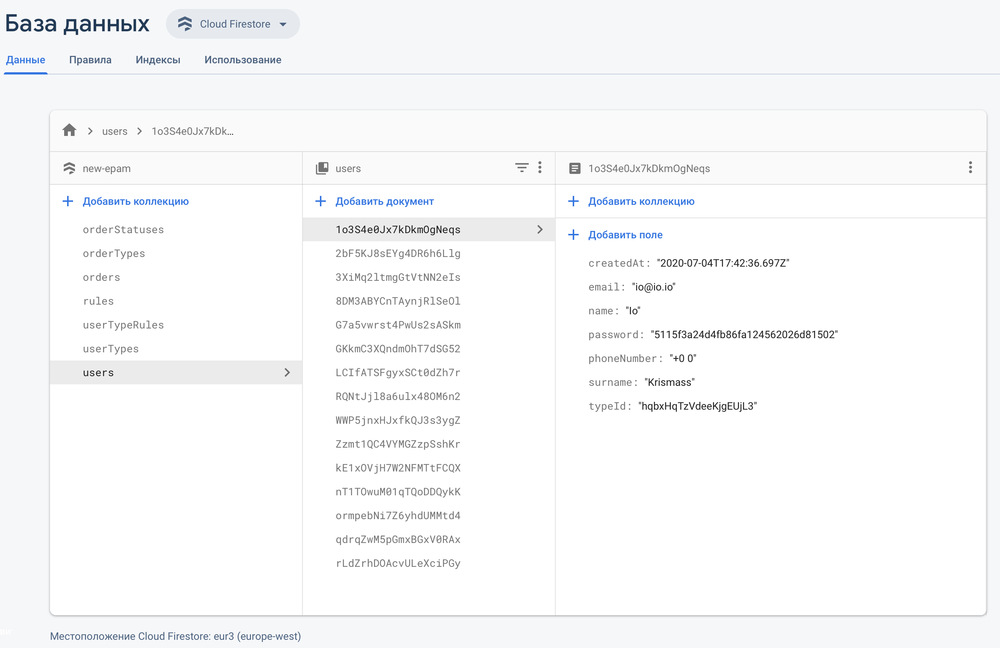 База данных
Cloud Firestore
Данные Правила Индексы Использование
users 1o3S4e0Jx7kDk...
new-epam
Добавить коллекцию
orderStatuses
orderTypes
orders
rules
userTypeRules
userTypes
users
users
Добавить документ
1o3S4e0Jx7kDkmOgNeqs
2bF5KJ8sEYg4DR6h6Llg
3XiMq2ltmgGtVtNN2eIs
8DM3ABYCnTAynjRlSeOl
G7a5vwrst4PwUs2sASkm
GKkmC3XQndmOhT7dSG52
LCIfATSFgyxSCt0dZh7r
RQNtJjl8a6ulx48OM6n2
WWP5jnxHJxfkQJ3s3ygZ
Zzmt1QC4VYMGZzpSshKr
kE1xOVjH7W2NFMTtFCQX
nT1TOwuM01qTQoDDQykK
ormpebNi7Z6yhdUMMtd4
qdrqZwM5pGmxBGxV0RAx
rLdZrhDOAcvULeXciPGy
1o3S4e0Jx7kDkmOgNeqs
Добавить коллекцию
Добавить поле
createdAt: "2020-07-04T17:42:36.697Z"
email: "io@io.io"
name: "Io"
password: "5115f3a24d4fb86fa124562026d81502"
phoneNumber: "+0 0"
surname: "Krismass"
typeId: "hqbxHqTzVdeeKjgEUjL3"
Местоположение Cloud Firestore: eur3 (europe-west)